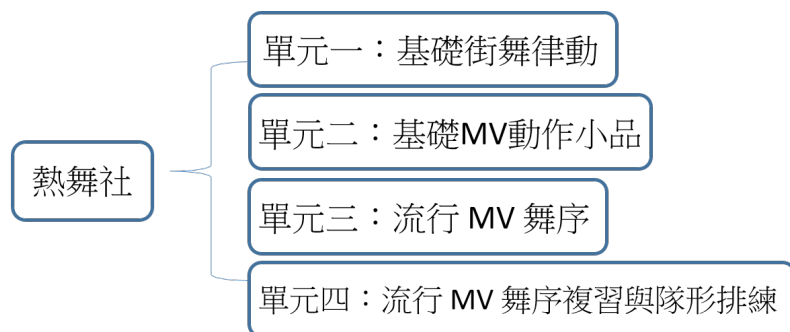 熱舞社
單元一：基礎街舞律動
單元二：基礎MV動作小品
單元三：流行 MV 舞序
單元四：流行 MV 舞序複習與隊形排練